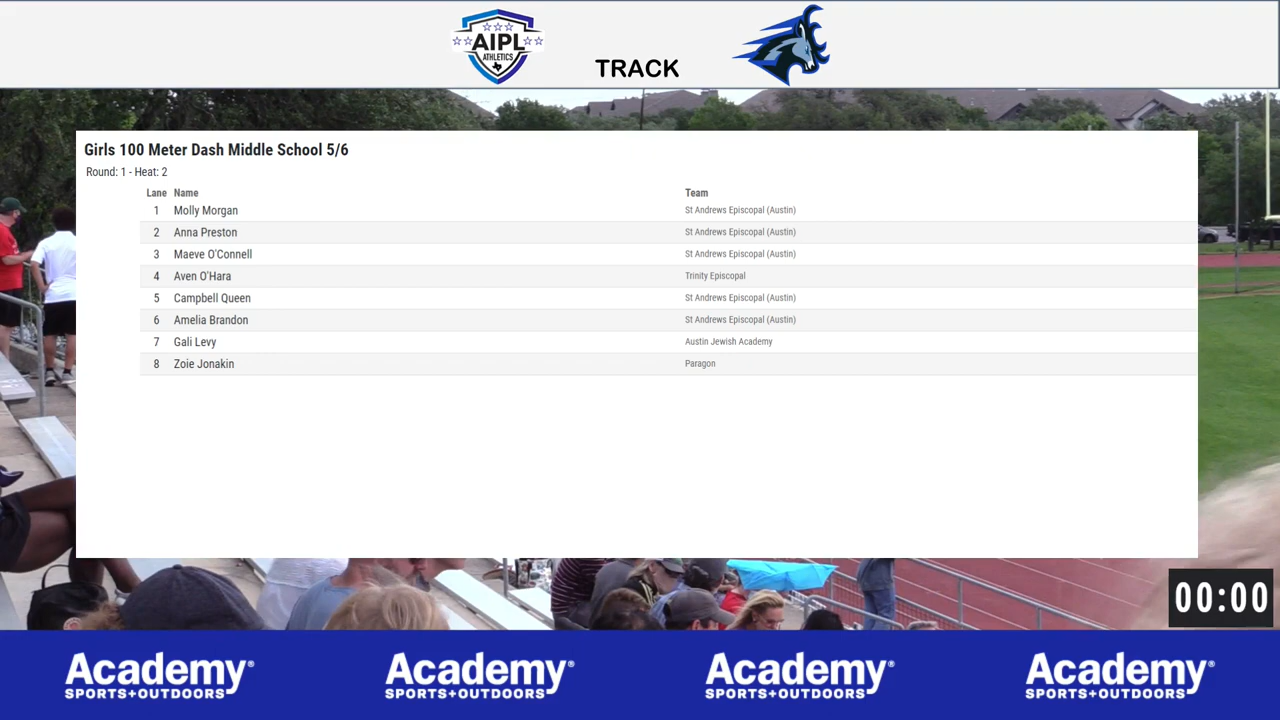 AIPL
ATHLETICS
TRACK
Girls 100 Meter Dash Middle School 5/6
Round: 1 - Heat: 2
Lane Name Team
1 Molly Morgan St Andrews Episcopal (Austin)
2 Anna Preston St Andrews Episcopal (Austin)
3 Maeve O'Connell St Andrews Episcopal (Austin)
4 Aven O'Hara Trinity Episcopal
5 Campbell Queen St Andrews Episcopal (Austin)
6 Amelia Brandon St Andrews Episcopal (Austin)
7 Gali Levy Austin Jewish Academy
8 Zoie Jonakin Paragon
00:00
Academy® Academy® Academy® Academy®
SPORTS+OUTDOORS SPORTS+OUTDOORS SPORTS+OUTDOORS SPORTS+OUTDOORS